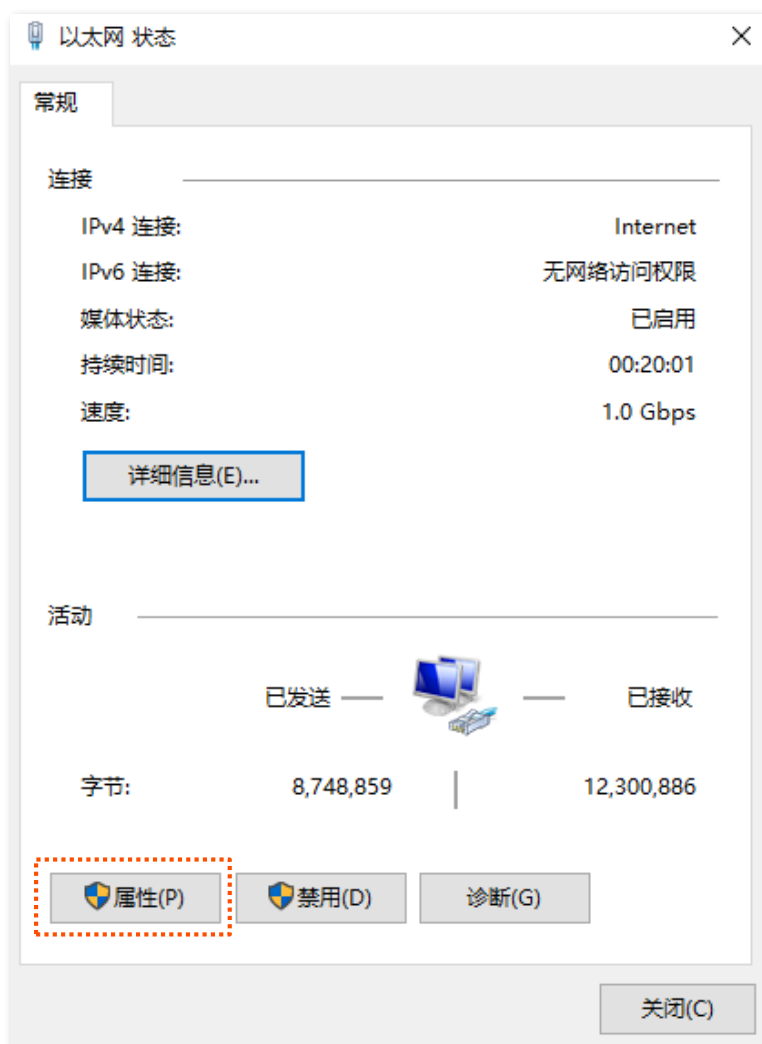 以太网 状态
常规
连接
IPv4 连接: Internet
IPv6 连接: 无网络访问权限
媒体状态: 已启用
持续时间: 00:20:01
速度: 1.0 Gbps
详细信息(E)...
活动
已发送 已接收
字节: 8,748,859 12,300,886
属性(P) 禁用(D) 诊断(G)
关闭(C)